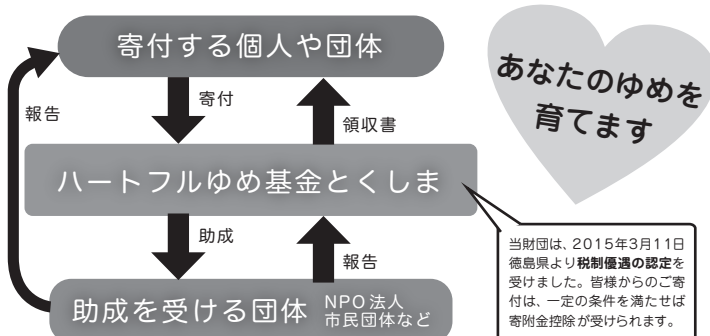 寄付する個人や団体
あなたのゆめを
育てます
報告
寄付
領収書
ハートフルゆめ基金とくしま
助成
報告
当財団は、2015年3月11日
徳島県より税制優遇の認定を
受けました。皆様からのご寄
付は、一定の条件を満たせば
寄附金控除が受けられます。
助成を受ける団体
NPO法人
市民団体など